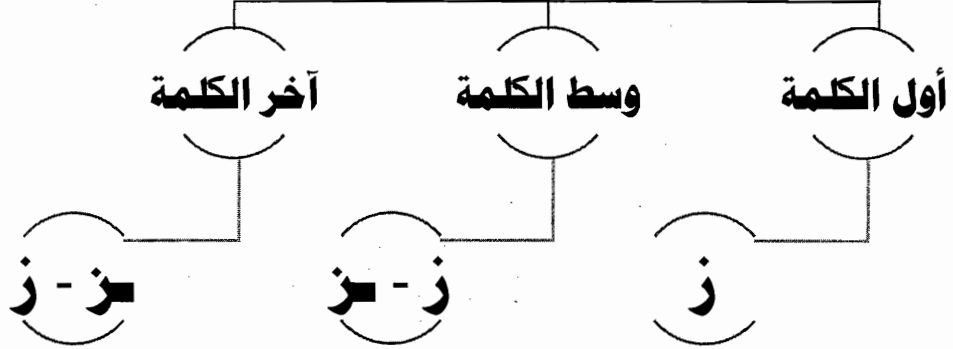 أول الكلمة وسط الكلمة آخر الكلمة
ز ز - ـز ـز - ز